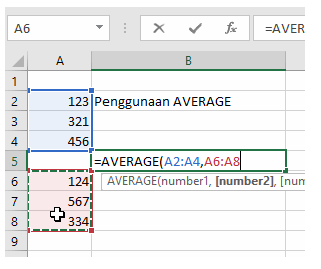 A6 fx =AVER
A B
1
2 123 Penggunaan AVERAGE
3 321
4 456
5 =AVERAGE(A2:A4,A6:A8
6 124 AVERAGE(number1, [number2], [num
7 567
8 334
9